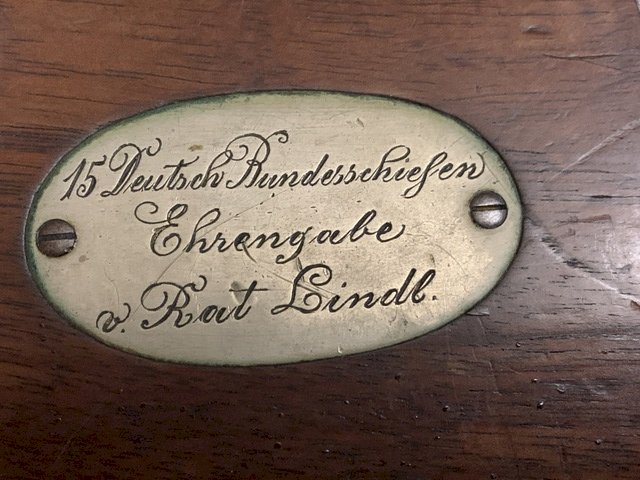 15 Deutsch Bundesschießen
Ehrengabe
v. Rat Lindl.